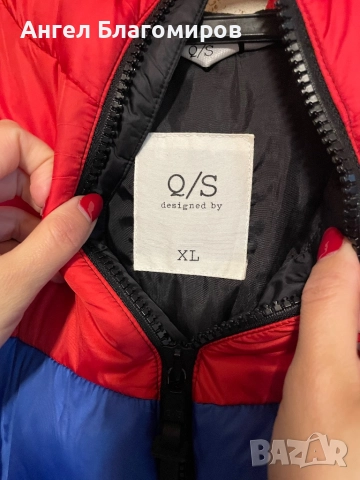 Ангел Благомиров
Q/S
Q/S
designed by
XL
BAZAR